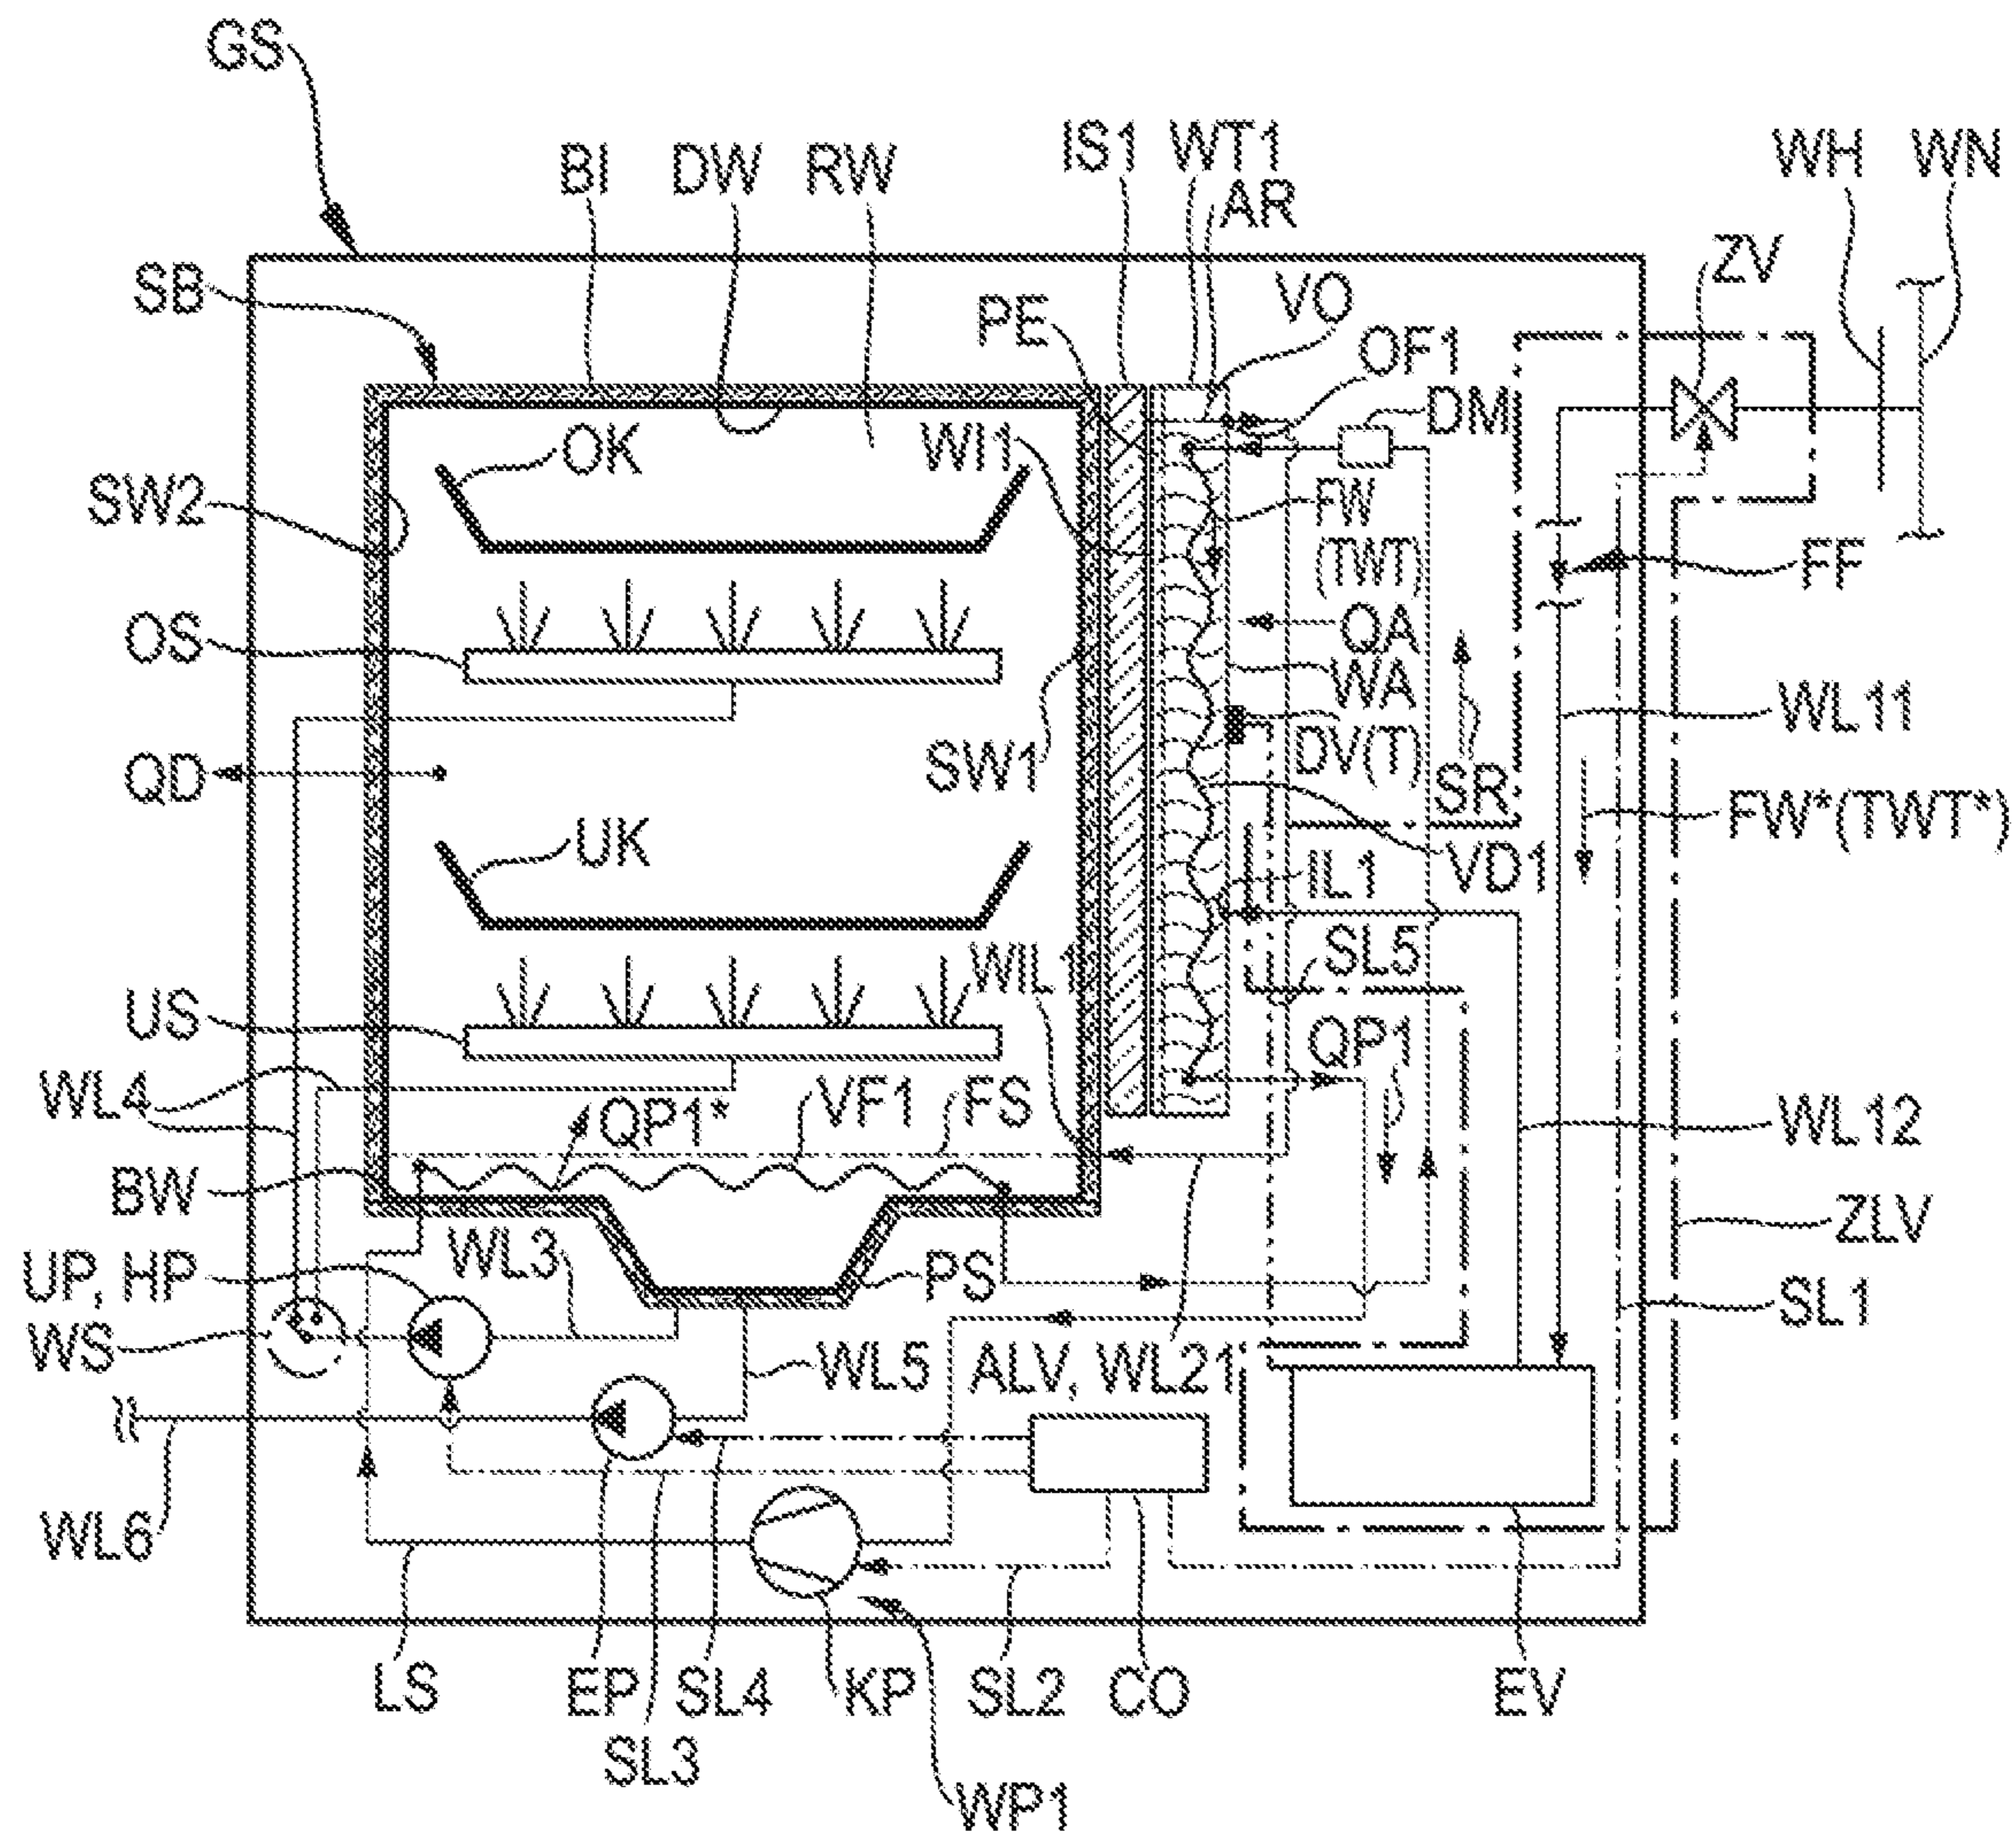 GS
IS1 WT1
BI DW RW AR
WH WN
SB
PE
VO
ZV
OF1
DM
OK
WI1
SW2
FW
(TWT)
FF
OS
QA
WA
WL11
QD
SW1
DV(T)
SR
FW*(TWT*)
UK
IL1
VD1
SL5
WIL1
US
QP1
WL4
QP1* VF1 FS
WL12
BW
ZLV
WL3
UP, HP
PS
SL1
WS
WL5
ALV, WL21
WL6
LS EP SL4 KP SL2 CO EV
SL3
WP1